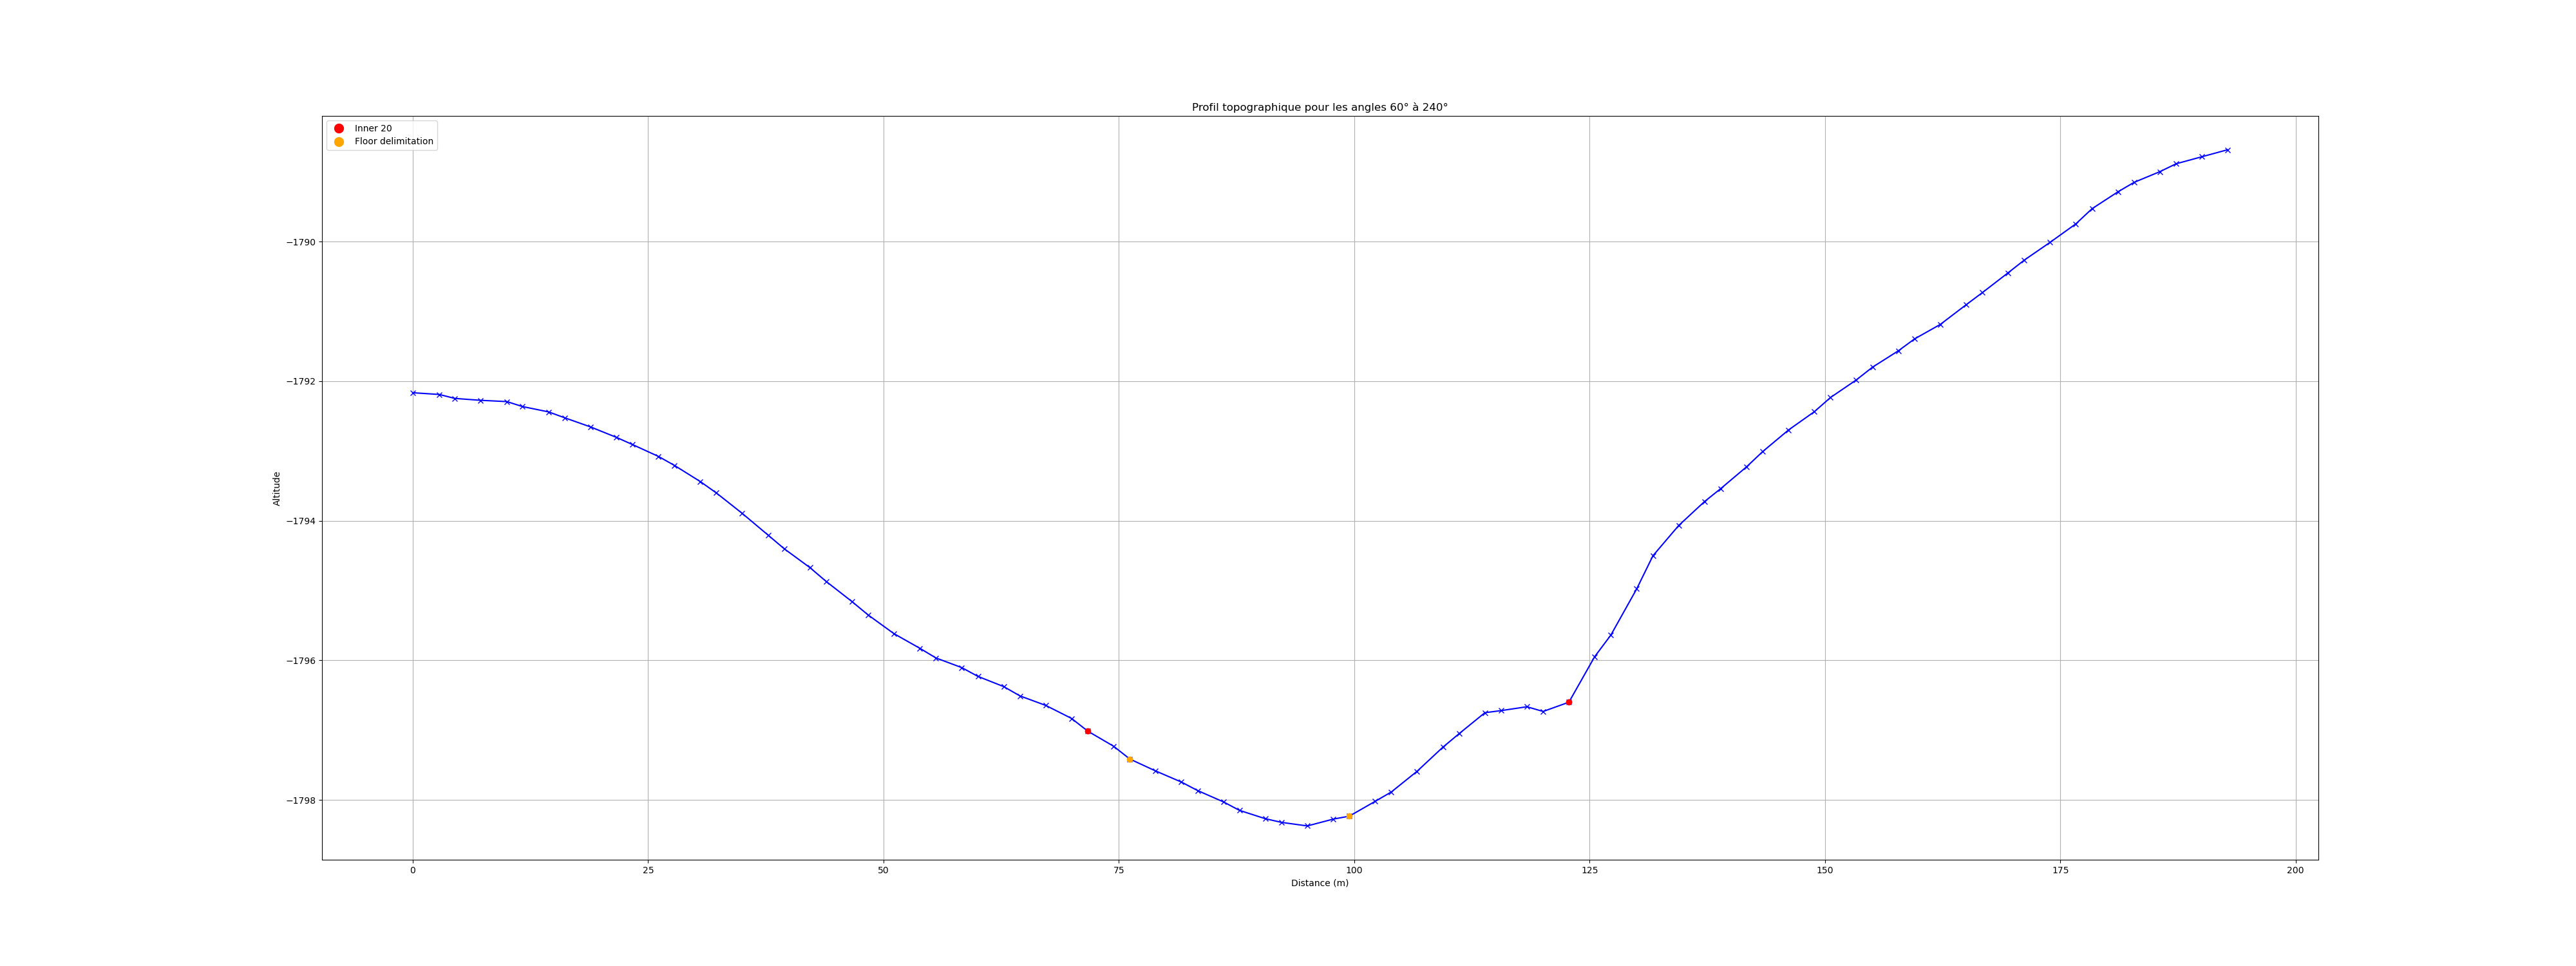 Profil topographique pour les angles 60° à 240°
Inner 20
Floor delimitation
−1790
−1792
−1794
−1796
−1798
Altitude
0 25 50 75 100 125 150 175 200
Distance (m)